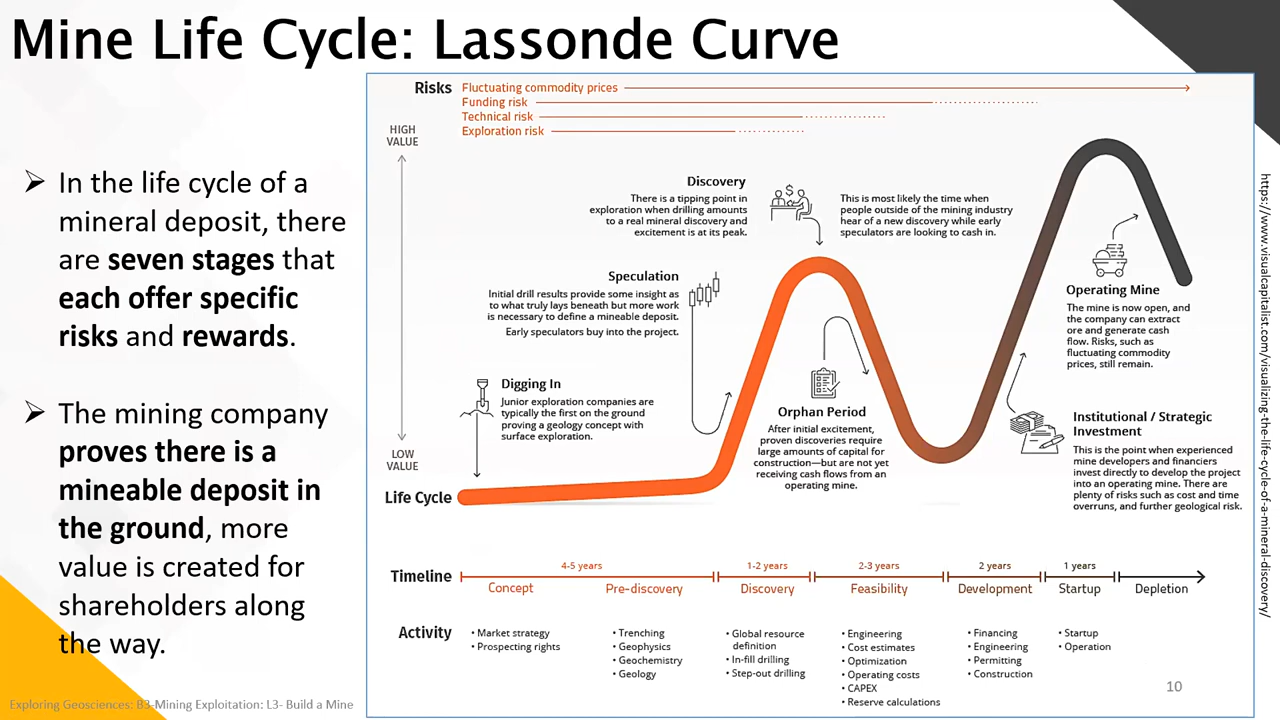 Mine Life Cycle: Lassonde Curve
In the life cycle of a
mineral deposit, there
are seven stages that
each offer specific
risks and rewards.
The mining company
proves there is a
mineable deposit in
the ground, more
value is created for
shareholders along
the way.
Exploring Geosciences: B3-Mining Exploitation: L3- Build a Mine
Risks
Fluctuating commodity prices
Funding risk
Technical risk
Exploration risk
HIGH
VALUE
LOW
VALUE
Discovery
There is a tipping point in
exploration when drilling amounts
to a real mineral discovery and
excitement is at its peak.
This is most likely the time when
people outside of the mining industry
hear of a new discovery while early
speculators are looking to cash in.
Speculation
Initial drill results provide some insight as
to what truly lays beneath but more work
is necessary to define a mineable deposit.
Early speculators buy into the project.
Digging In
Junior exploration companies are
typically the first on the ground
proving a geology concept with
surface exploration.
Orphan Period
After initial excitement,
proven discoveries require
large amounts of capital for
construction—but are not yet
receiving cash flows from an
operating mine.
Operating Mine
The mine is now open, and
the company can extract
ore and generate cash
flow. Risks, such as
fluctuating commodity
prices, still remain.
Institutional / Strategic
Investment
This is the point when experienced
mine developers and financiers
invest directly to develop the project
into an operating mine. There are
plenty of risks such as cost and time
overruns, and further geological risk.
Life Cycle
Timeline
4-5 years
1-2 years
2-3 years
2 years
1 years
Concept
Pre-discovery
Discovery
Feasibility
Development
Startup
Depletion
Activity
• Market strategy
• Prospecting rights
• Trenching
• Geophysics
• Geochemistry
• Geology
• Global resource
definition
• In-fill drilling
• Step-out drilling
• Engineering
• Cost estimates
• Optimization
• Operating costs
• CAPEX
• Reserve calculations
• Financing
• Engineering
• Permitting
• Construction
• Startup
• Operation
10
https://www.visualcapitalist.com/visualizing-the-life-cycle-of-a-mineral-discovery/